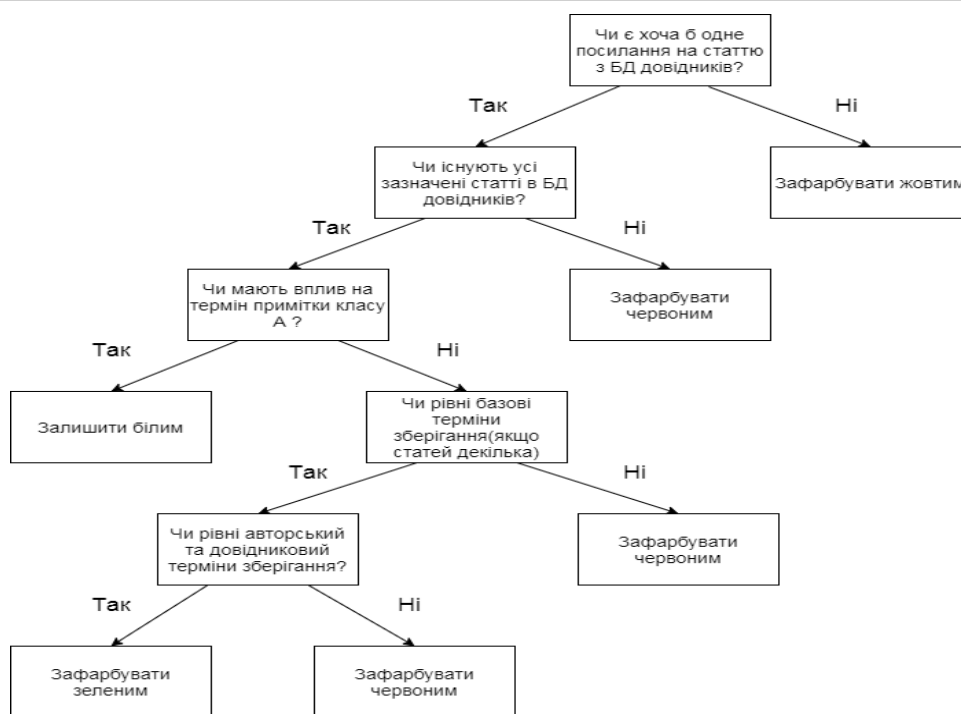 Чи є хоча б одне
посилання на статтю
з БД довідників?
Так
Ні
Чи існують усі
зазначені статті в БД
довідників?
Зафарбувати жовтим
Так
Ні
Чи мають вплив на
термін примітки класу
А ?
Зафарбувати
червоним
Так
Ні
Залишити білим
Чи рівні базові
терміни
зберігання(якщо
статей декілька)
Так
Ні
Чи рівні авторський
та довідниковий
терміни зберігання?
Зафарбувати
червоним
Так
Ні
Зафарбувати
зеленим
Зафарбувати
червоним